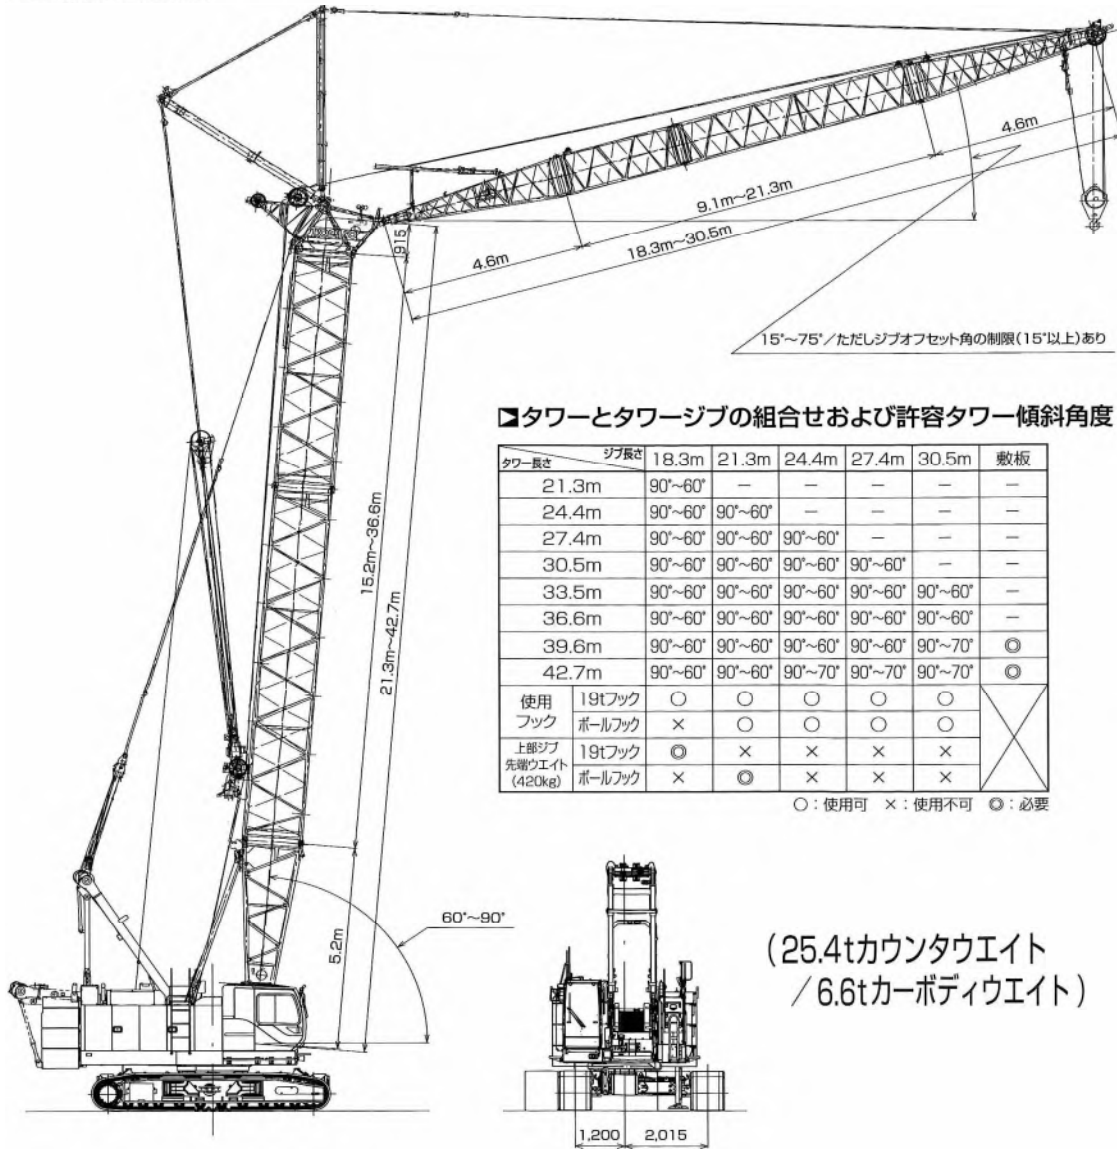 4.6m
9.1m～21.3m
18.3m～30.5m
4.6m
915
15°～75°/ただしジブオフセット角の制限(15°以上)あり
15.2m～36.6m
21.3m～42.7m
5.2m
60°～90°
タワーとタワージブの組合せおよび許容タワー傾斜角度
タワー長さ ジブ長さ 18.3m 21.3m 24.4m 27.4m 30.5m 敷板
21.3m 90°～60° － － － － －
24.4m 90°～60° 90°～60° － － － －
27.4m 90°～60° 90°～60° 90°～60° － － －
30.5m 90°～60° 90°～60° 90°～60° 90°～60° － －
33.5m 90°～60° 90°～60° 90°～60° 90°～60° 90°～60° －
36.6m 90°～60° 90°～60° 90°～60° 90°～60° 90°～60° －
39.6m 90°～60° 90°～60° 90°～60° 90°～60° 90°～70° ◎
42.7m 90°～60° 90°～60° 90°～70° 90°～70° 90°～70° ◎
使用フック 19tフック ○ ○ ○ ○ ○
ボールフック × ○ ○ ○ ○
上部ジブ先端ウエイト(420kg) 19tフック ◎ × × × ×
ボールフック × ◎ × × ×
○：使用可 ×：使用不可 ◎：必要
(25.4tカウンタウエイト
/6.6tカーボディウエイト)
1,200 2,015